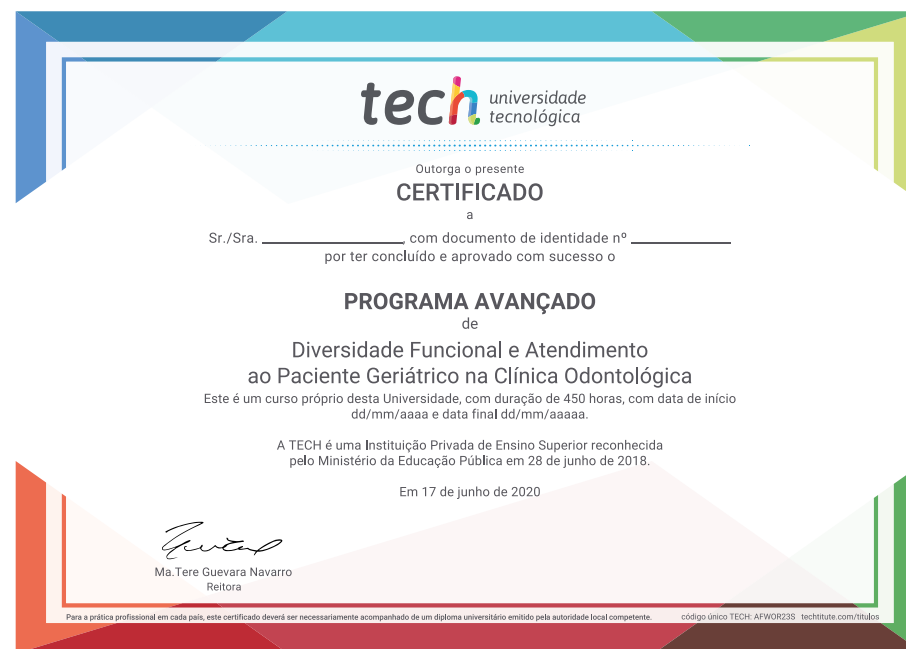 tech universidade
tecnológica
Outorga o presente
CERTIFICADO
a
Sr./Sra. ____________, com documento de identidade nº ____________
por ter concluído e aprovado com sucesso o
PROGRAMA AVANÇADO
de
Diversidade Funcional e Atendimento
ao Paciente Geriátrico na Clínica Odontológica
Este é um curso próprio desta Universidade, com duração de 450 horas, com data de início
dd/mm/aaaa e data final dd/mm/aaaaa.
A TECH é uma Instituição Privada de Ensino Superior reconhecida
pelo Ministério da Educação Pública em 28 de junho de 2018.
Em 17 de junho de 2020
Ma.Tere Guevara Navarro
Reitora
Para a prática profissional em cada país, este certificado deverá ser necessariamente acompanhado de um diploma universitário emitido pela autoridade local competente. código único TECH: AFWOR23S techtitute.com/titulos